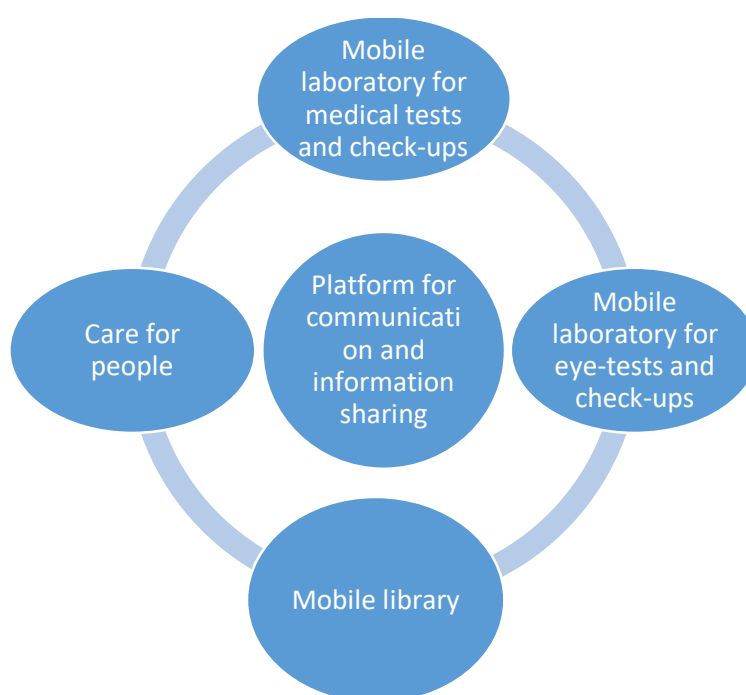 Mobile
laboratory for
medical tests
and check-ups
Care for
people
Platform for
communicati
on and
information
sharing
Mobile
laboratory for
eye-tests and
check-ups
Mobile library